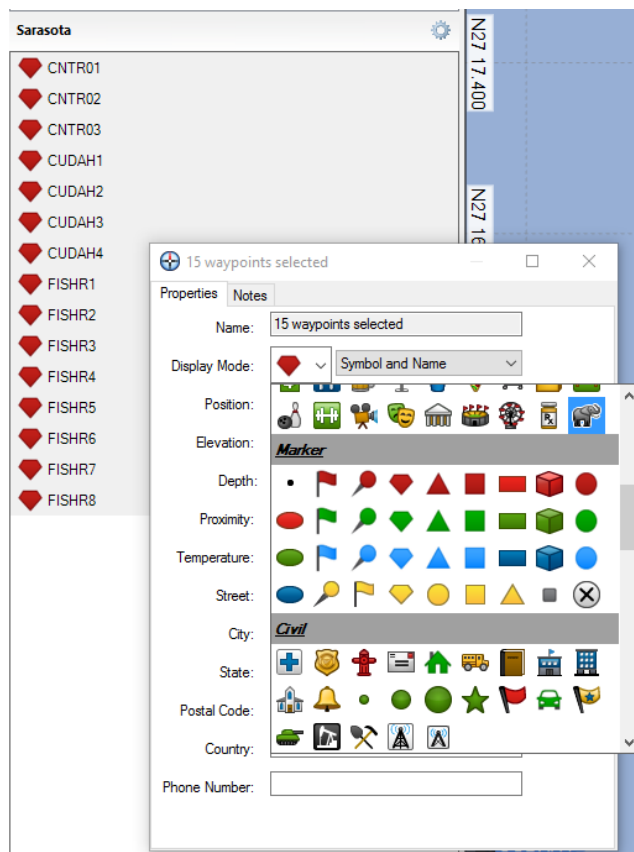 Sarasota
CNTR01
CNTR02
CNTR03
CUDAH1
CUDAH2
CUDAH3
CUDAH4
FISHR1
FISHR2
FISHR3
FISHR4
FISHR5
FISHR6
FISHR7
FISHR8
N27 17.400
N27 16
15 waypoints selected
Properties Notes
Name: 15 waypoints selected
Display Mode: Symbol and Name
Position:
Elevation:
Marker
Depth:
Proximity:
Temperature:
Street:
City: Civil
State:
Postal Code:
Country:
Phone Number: